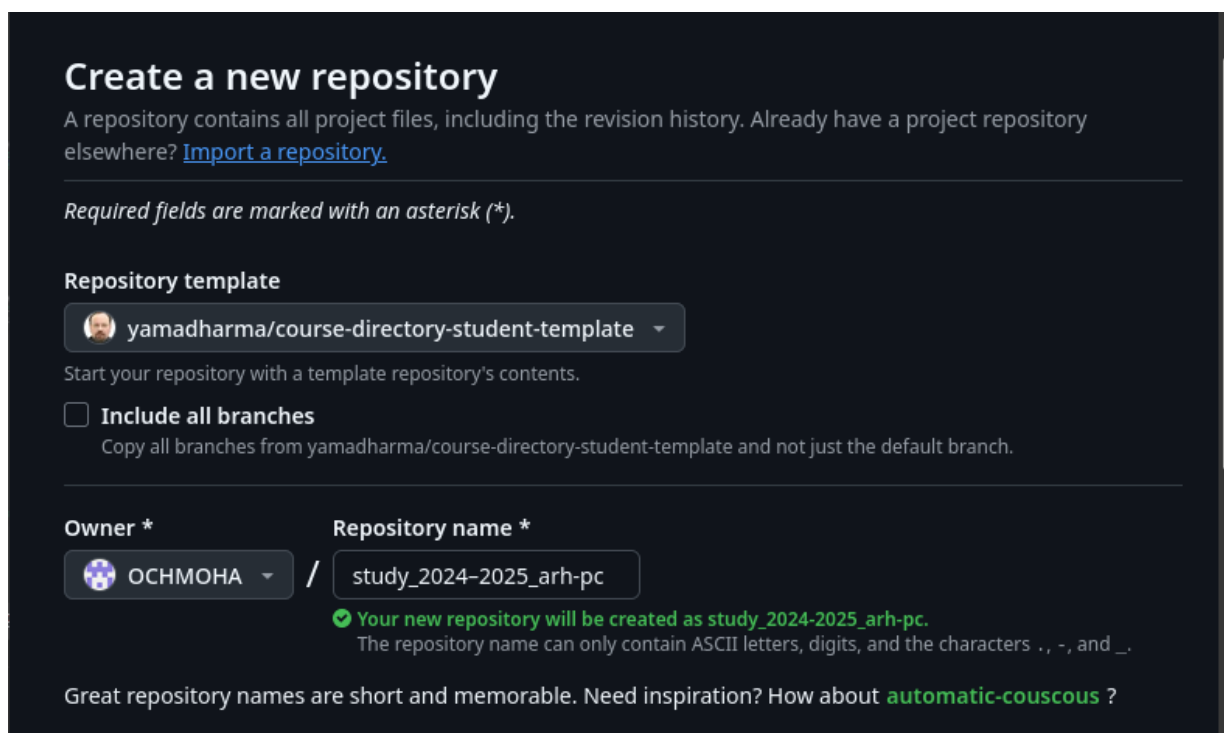 Create a new repository
A repository contains all project files, including the revision history. Already have a project repository
elsewhere? Import a repository.
Required fields are marked with an asterisk (*).
Repository template
yamadharma/course-directory-student-template
Start your repository with a template repository's contents.
Include all branches
Copy all branches from yamadharma/course-directory-student-template and not just the default branch.
Owner * Repository name *
OCHMOHA / study_2024–2025_arh-pc
Your new repository will be created as study_2024-2025_arh-pc.
The repository name can only contain ASCII letters, digits, and the characters ., -, and _.
Great repository names are short and memorable. Need inspiration? How about automatic-couscous ?